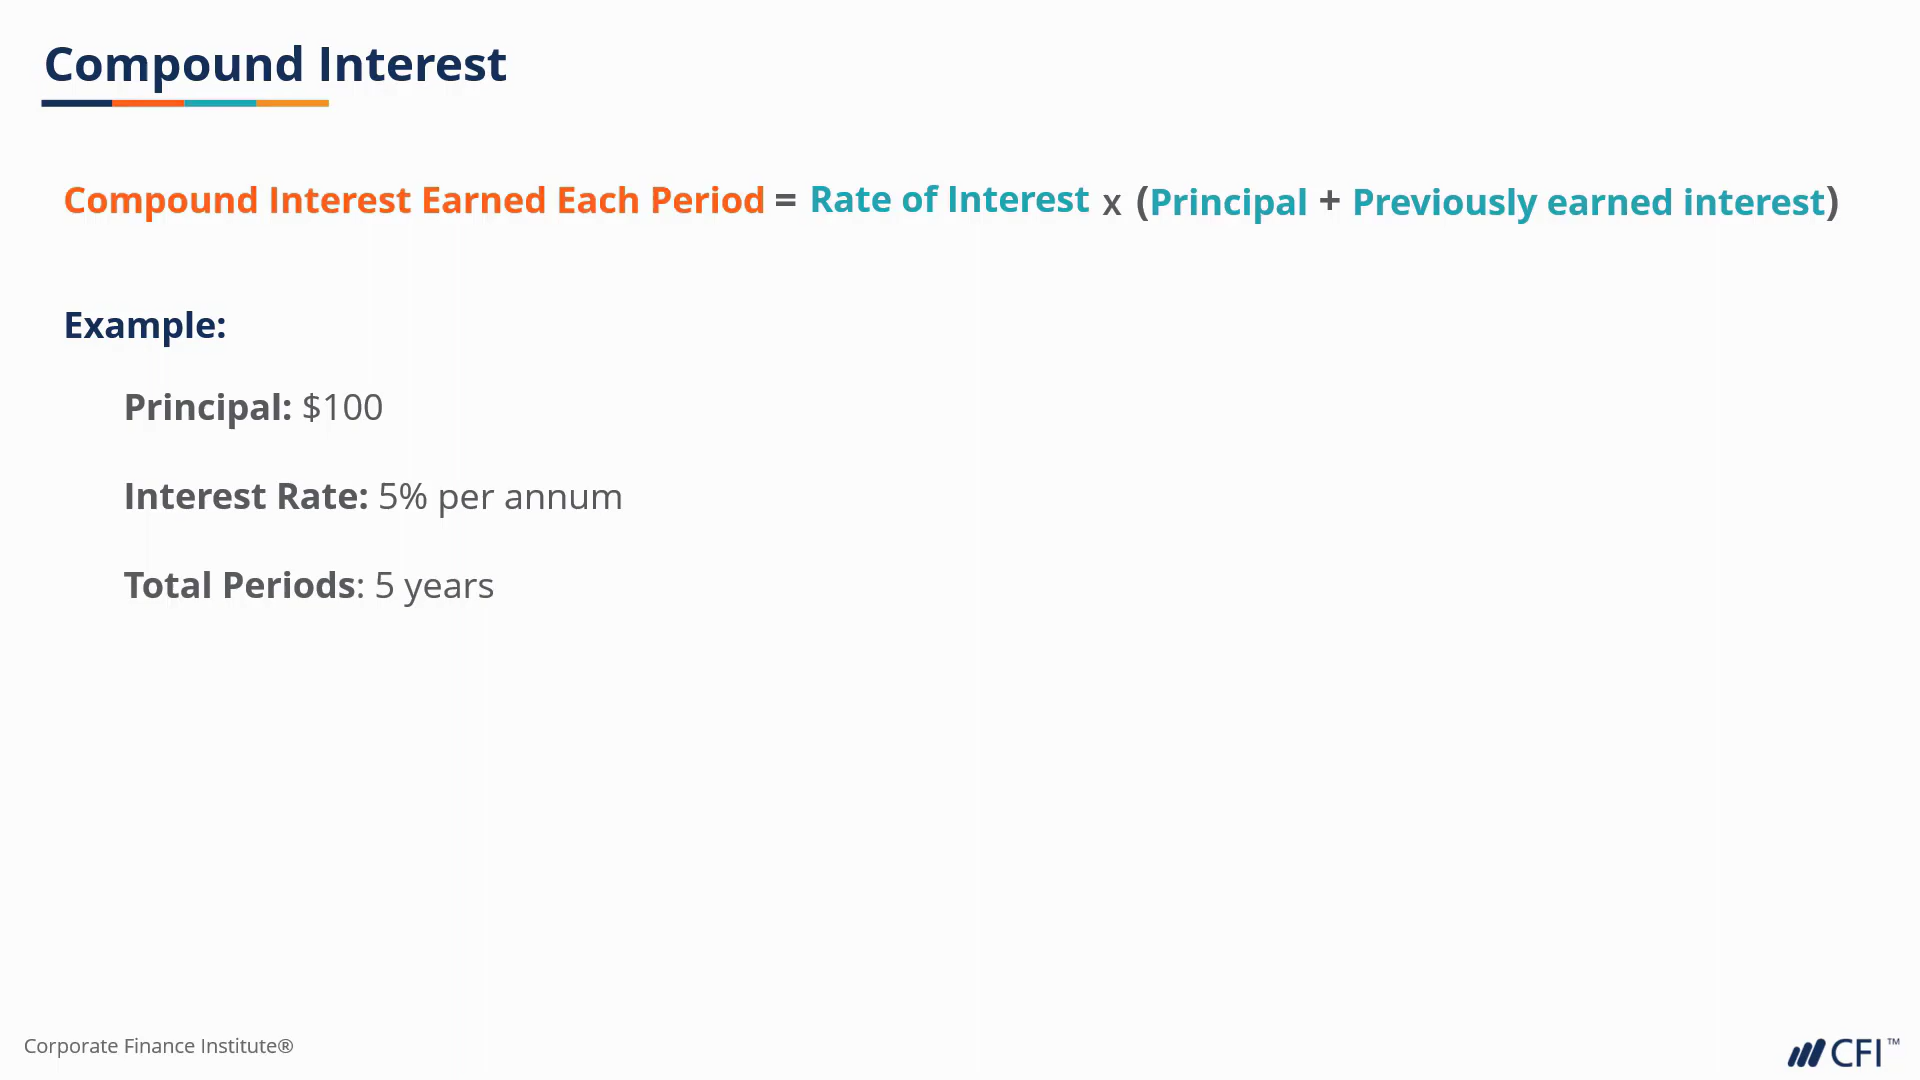 Compound Interest
Compound Interest Earned Each Period = Rate of Interest x (Principal + Previously earned interest)
Example:
Principal: $100
Interest Rate: 5% per annum
Total Periods: 5 years
Corporate Finance Institute®
CFI™